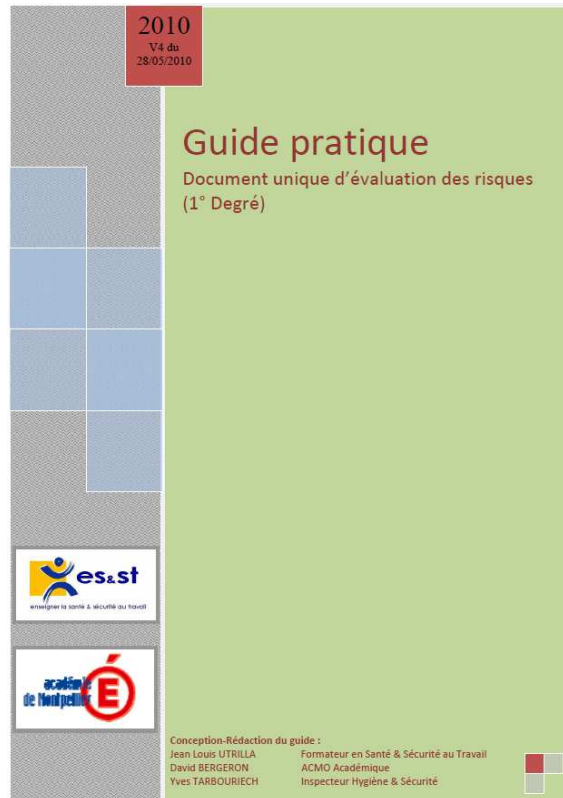 2010
V4 du
28/05/2010
Guide pratique
Document unique d'évaluation des risques
(1° Degré)
es&st
enseigner la santé & sécurité au travail
académie
de Montpellier
É
Conception-Rédaction du guide :
Jean Louis UTRILLA Formateur en Santé & Sécurité au Travail
David BERGERON ACMO Académique
Yves TARBOURIECH Inspecteur Hygiène & Sécurité